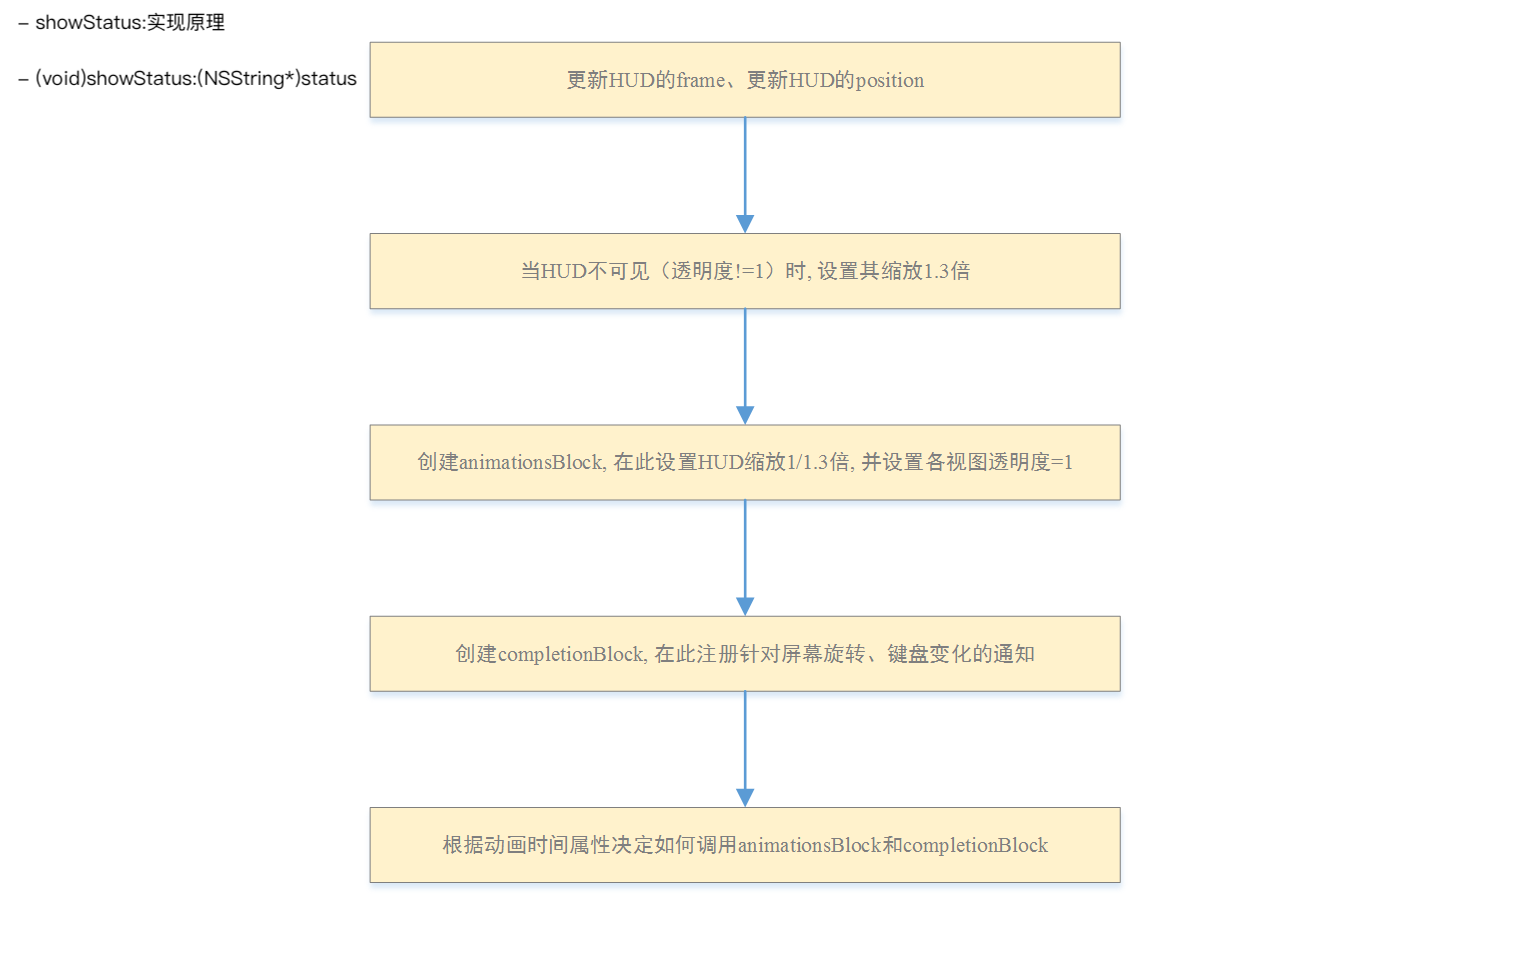 – showStatus:实现原理
– (void)showStatus:(NSString*)status
更新HUD的frame、更新HUD的position
当HUD不可见（透明度!=1）时, 设置其缩放1.3倍
创建animationsBlock, 在此设置HUD缩放1/1.3倍, 并设置各视图透明度=1
创建completionBlock, 在此注册针对屏幕旋转、键盘变化的通知
根据动画时间属性决定如何调用animationsBlock和completionBlock